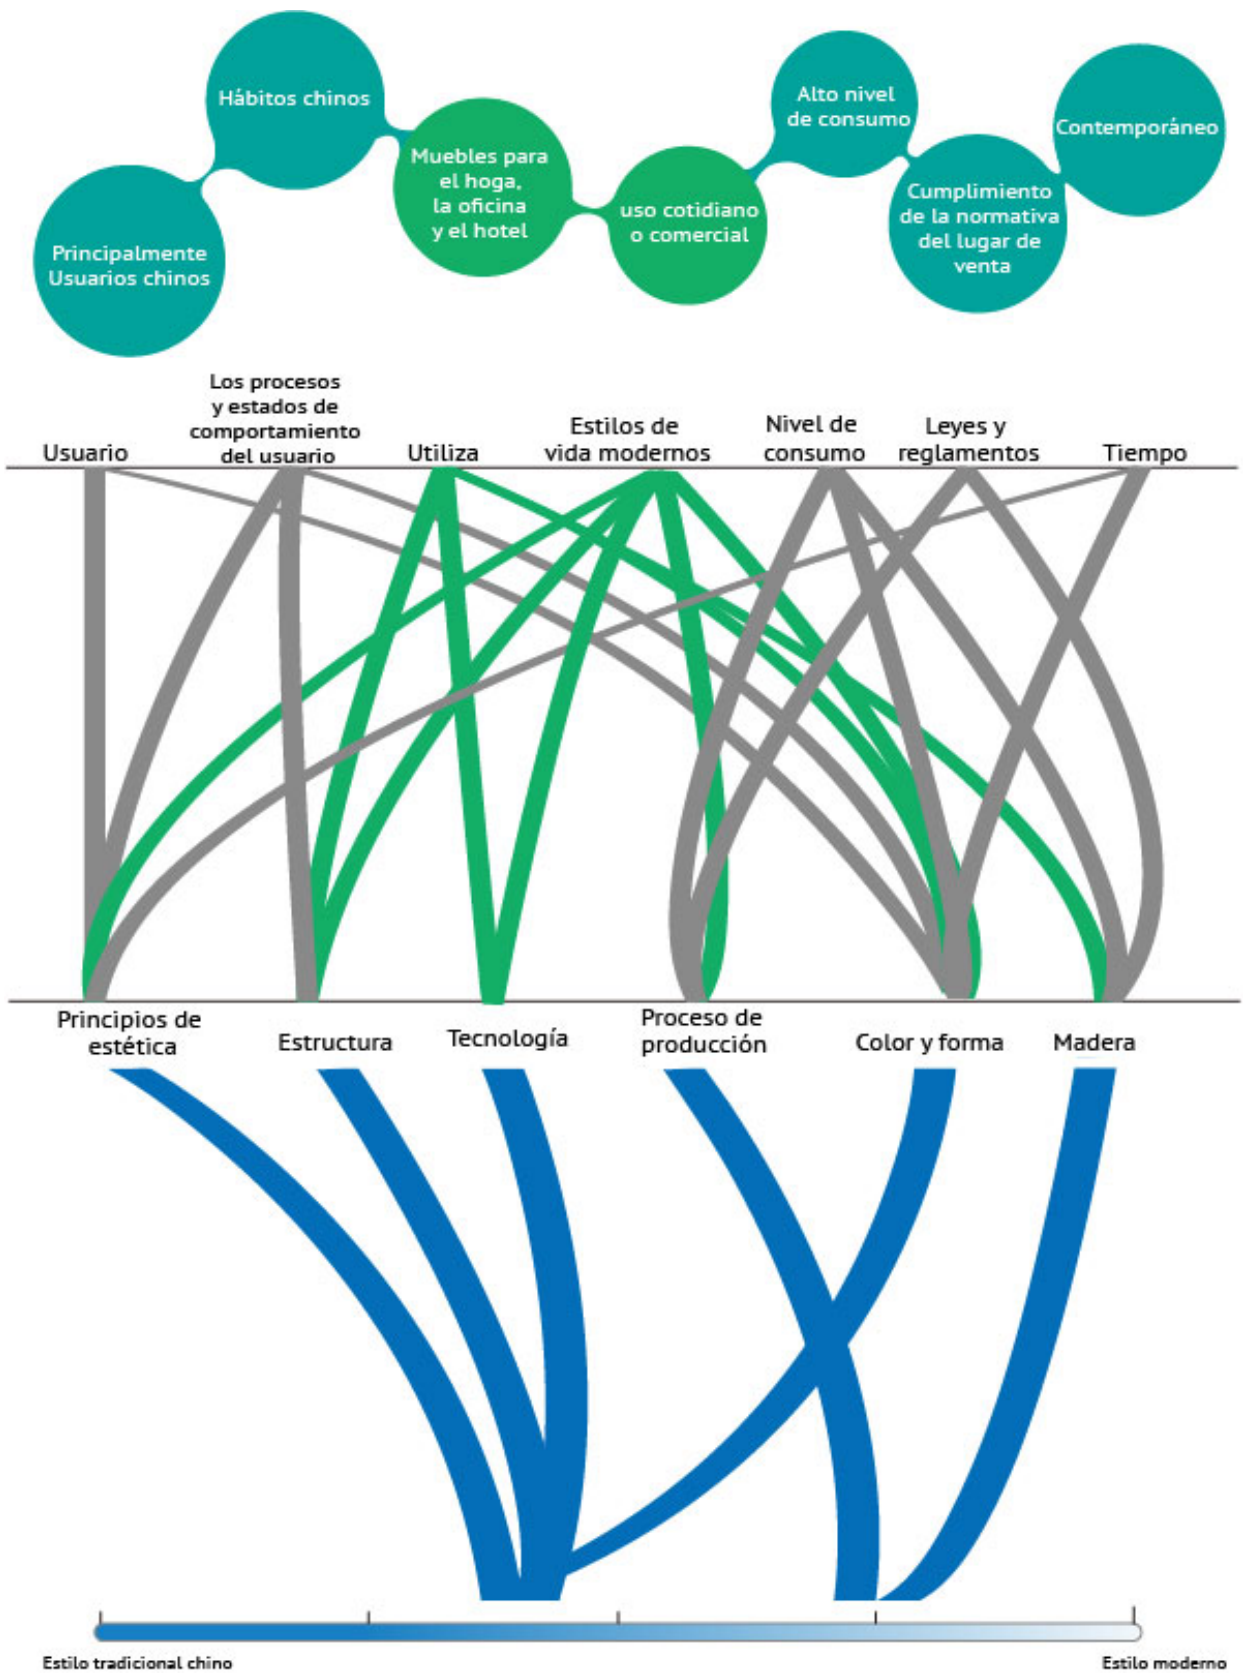 Hábitos chinos
Alto nivel
de consumo
Contemporáneo
Muebles para
el hoga,
la oficina
y el hotel
uso cotidiano
o comercial
Cumplimiento
de la normativa
del lugar de
venta
Principalmente
Usuarios chinos
Usuario
Los procesos
y estados de
comportamiento
del usuario
Utiliza
Estilos de
vida modernos
Nivel de
consumo
Leyes y
reglamentos
Tiempo
Principios de
estética
Estructura
Tecnología
Proceso de
producción
Color y forma
Madera
Estilo tradicional chino
Estilo moderno